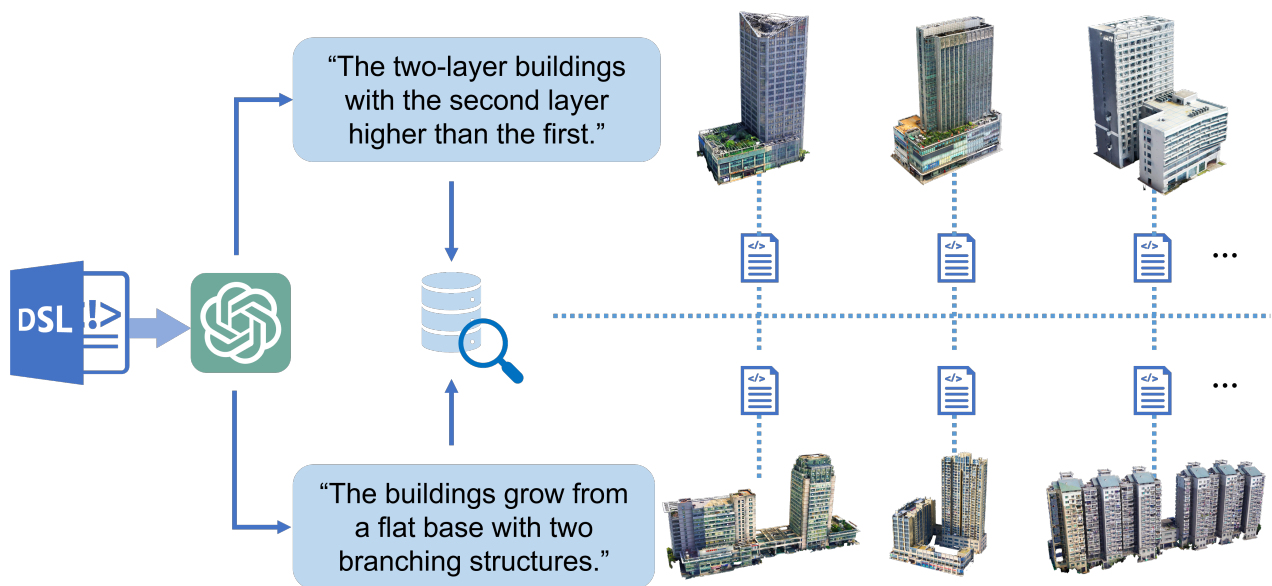 “The two-layer buildings
with the second layer
higher than the first.”
DSL
!!>
</>
</>
</>
...
</>
</>
</>
...
“The buildings grow from
a flat base with two
branching structures.”